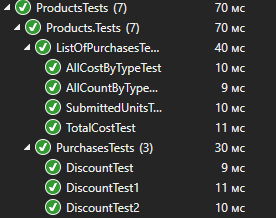 ProductsTests (7) 70 мс
Products.Tests (7) 70 мс
ListOfPurchasesTe... 40 мс
AllCostByTypeTest 10 мс
AllCountByType... 9 мс
SubmittedUnitsT... 10 мс
TotalCostTest 11 мс
PurchasesTests (3) 30 мс
DiscountTest 9 мс
DiscountTest1 11 мс
DiscountTest2 10 мс